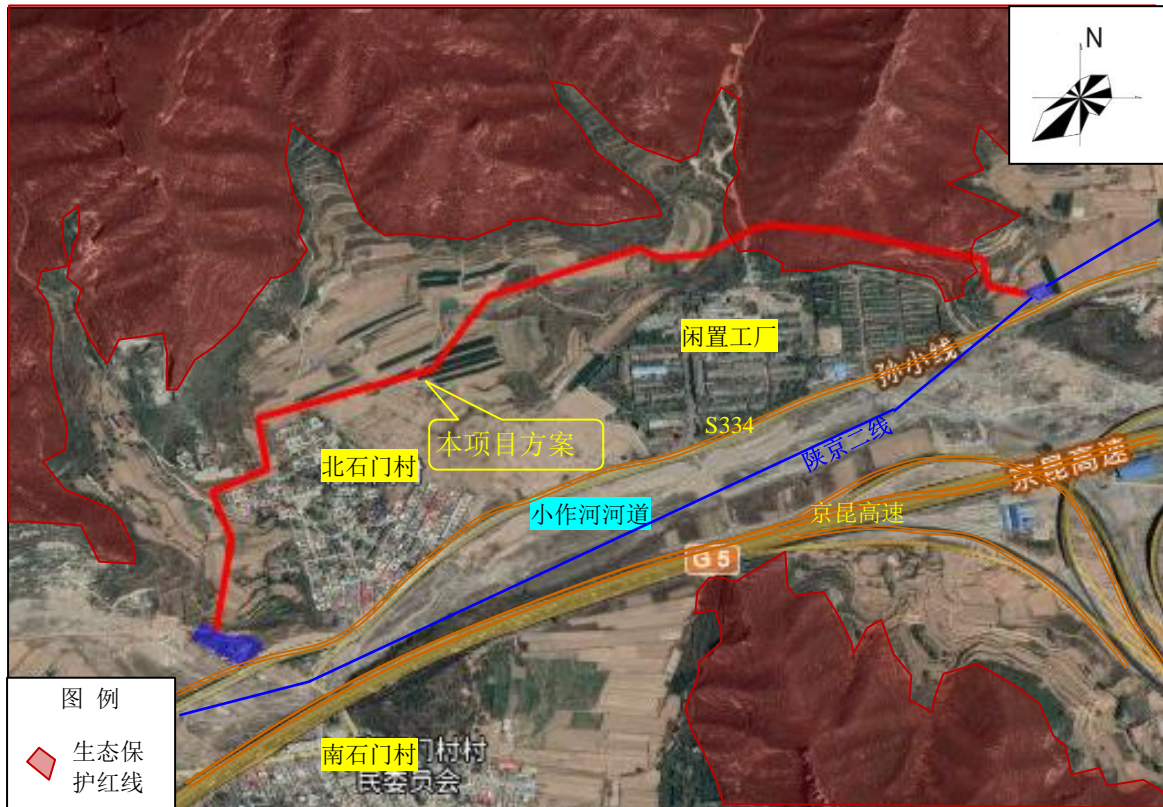 N
闲置工厂
孙小线
S334
本项目方案
北石门村
陕京三线
京昆高速
小作河河道
京昆高速
G5
图 例
生态保
护红线
南石门村
门村村
民委员会